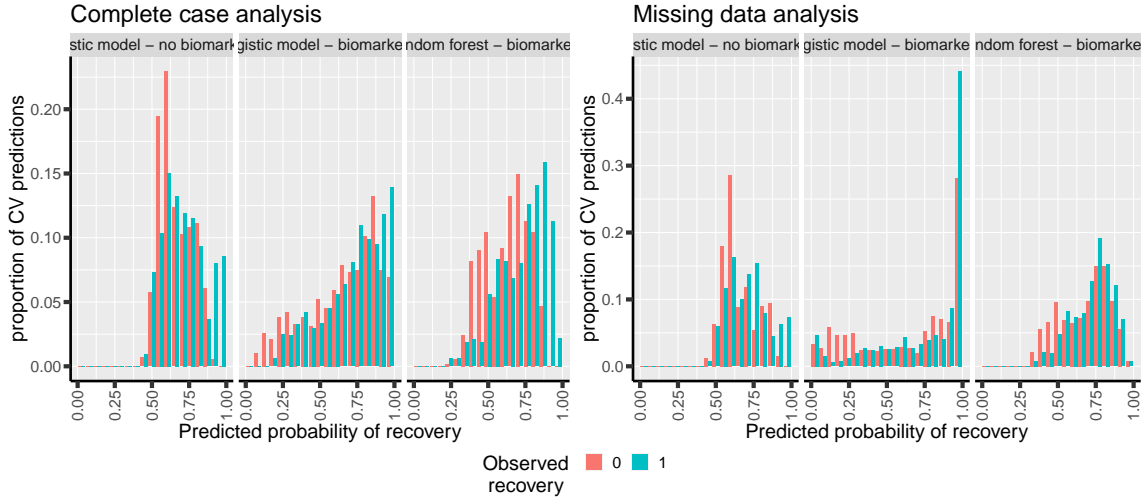 Complete case analysis
stic model – no biomark
gistic model – biomarke
ndom forest – biomarke
proportion of CV predictions
0.20
0.15
0.10
0.05
0.00
0.00 0.25 0.50 0.75 1.00 0.00 0.25 0.50 0.75 1.00 0.00 0.25 0.50 0.75 1.00
Predicted probability of recovery
Missing data analysis
stic model – no biomark
gistic model – biomarke
ndom forest – biomarke
proportion of CV predictions
0.4
0.3
0.2
0.1
0.0
0.00 0.25 0.50 0.75 1.00 0.00 0.25 0.50 0.75 1.00 0.00 0.25 0.50 0.75 1.00
Predicted probability of recovery
Observed
recovery
0 1